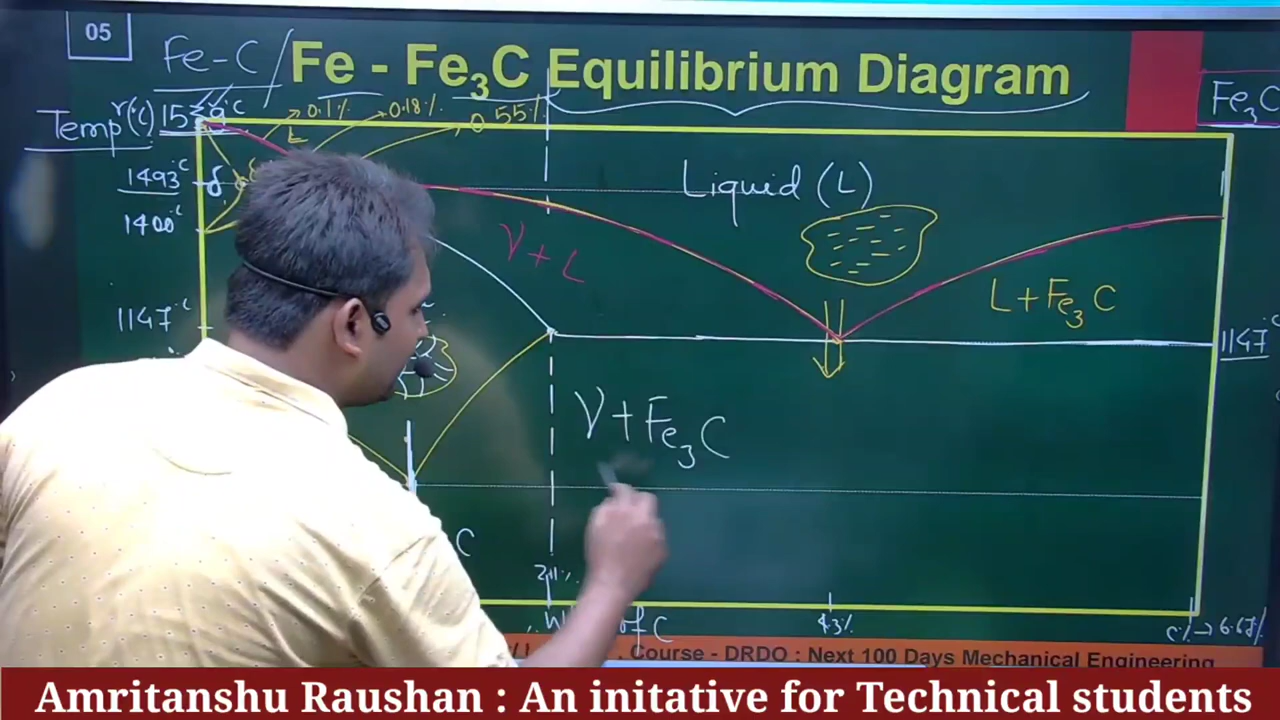 05
Fe-C / Fe - Fe₃C Equilibrium Diagram
Fe₃C
Temp r(°c)
0.1%
0.18%
0.55%
1493°c
δ
1400°c
Liquid (L)
γ+L
L+Fe₃C
1147°c
1147°c
γ+Fe₃C
C
2.11%
of C
4.3%
c% → 6.67%
Course - DRDO : Next 100 Days Mechanical Engineering
Amritanshu Raushan : An initative for Technical students